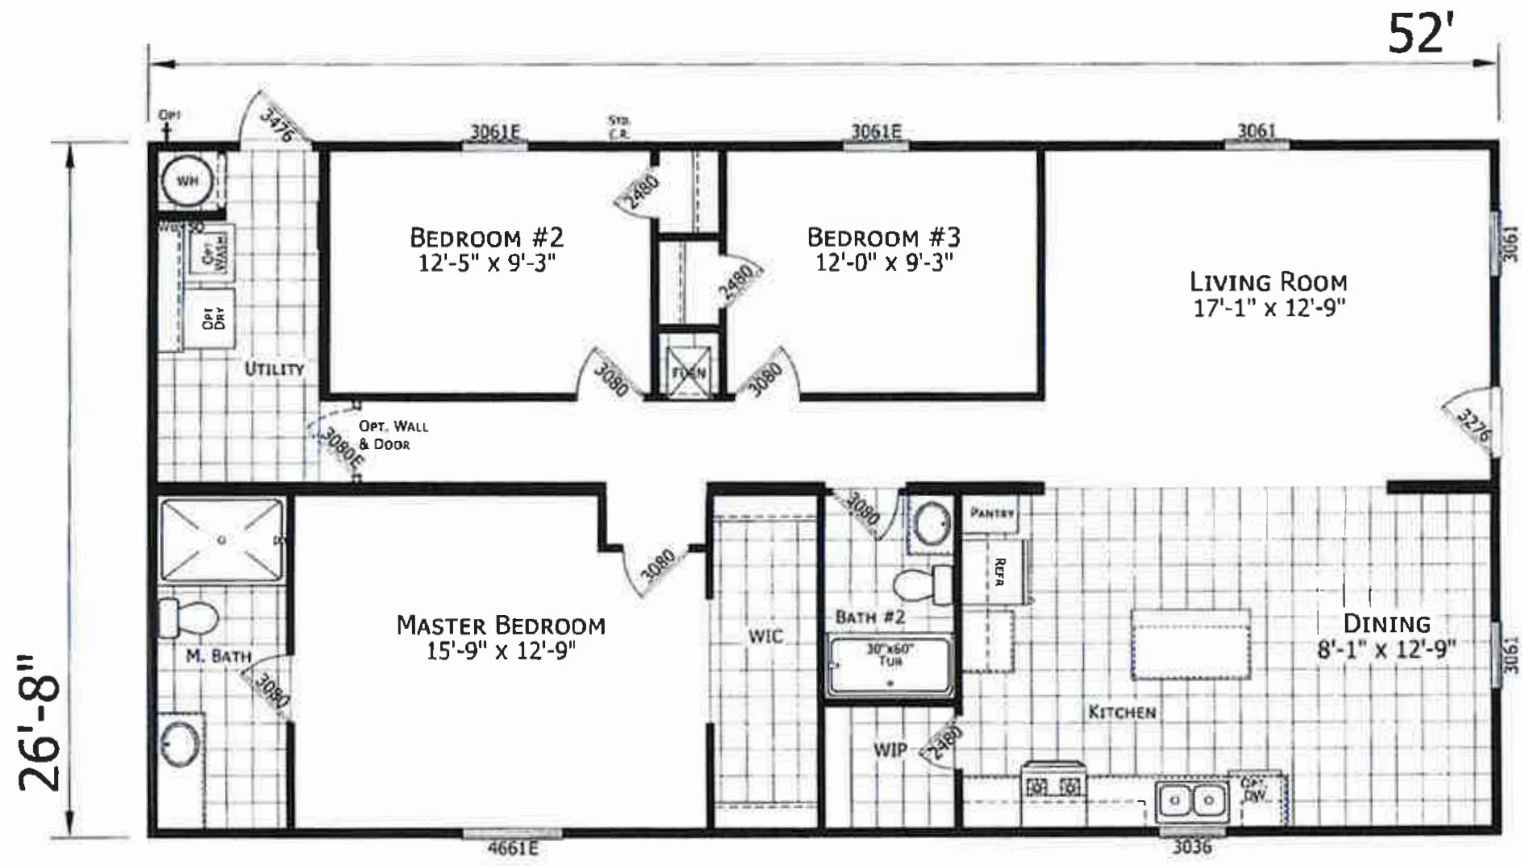 52'
OPT
3476
3061E
STD.
C.R.
3061E
3061
WH
2480
BEDROOM #2
12'-5" X 9'-3"
BEDROOM #3
12'-0" X 9'-3"
3061
OPT
WASH
2480
LIVING ROOM
17'-1" X 12'-9"
OPT
DRY
UTILITY
3080
FURN
3080
3276
OPT. WALL
& DOOR
3080E
3080
PANTRY
3080
REFR
BATH #2
MASTER BEDROOM
15'-9" X 12'-9"
WIC
DINING
8'-1" X 12'-9"
30"x60"
TUB
M. BATH
3061
3080
26'-8"
KITCHEN
WIP
2480
OPT.
DW.
4661E
3036